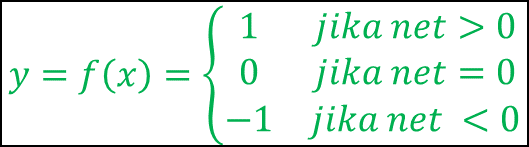 1 jika net > 0
y = f(x) = { 0 jika net = 0
−1 jika net < 0